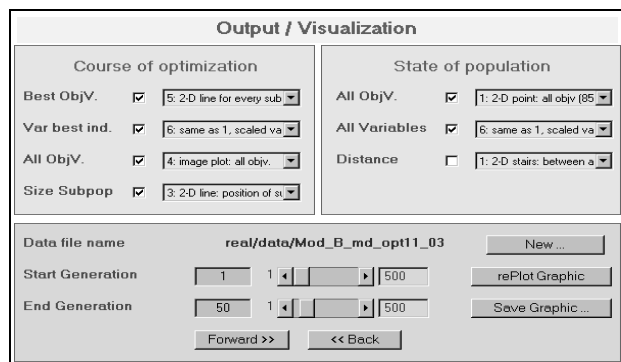 Output / Visualization
Course of optimization
Best ObjV. 5: 2-D line for every sub
Var best ind. 6: same as 1, scaled va
All ObjV. 4: image plot: all objv.
Size Subpop 3: 2-D line: position of su
State of population
All ObjV. 1: 2-D point: all objv (85
All Variables 6: same as 1, scaled va
Distance 1: 2-D stairs: between a
Data file name real/data/Mod_B_md_opt11_03 New ...
Start Generation 1 1 500 rePlot Graphic
End Generation 50 1 500 Save Graphic ...
Forward >> << Back